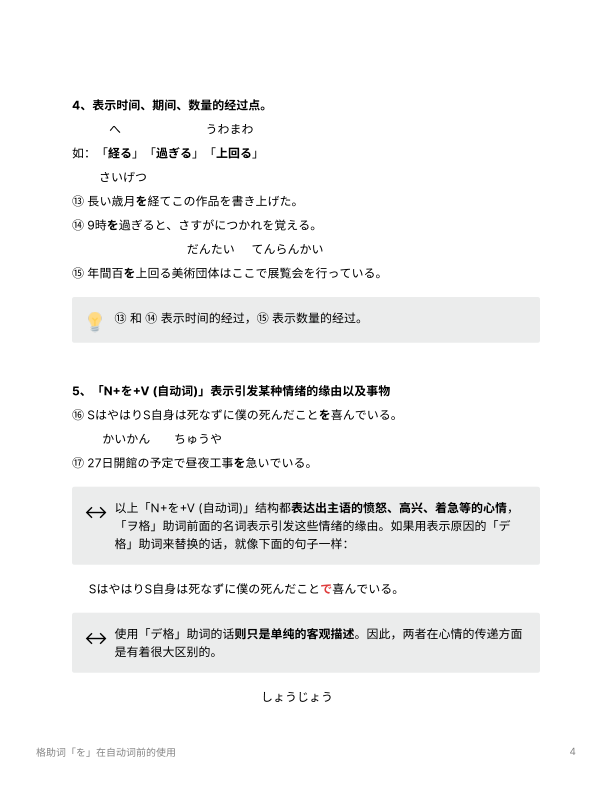 4、表示时间、期间、数量的经过点。
へ うわまわ
如：「経る」「過ぎる」「上回る」
さいげつ
⑬ 長い歳月を経てこの作品を書き上げた。
⑭ 9時を過ぎると、さすがにつかれを覚える。
だんたい てんらんかい
⑮ 年間百を上回る美術団体はここで展覧会を行っている。
⑬ 和 ⑭ 表示时间的经过，⑮ 表示数量的经过。
5、「N+を+V (自动词)」表示引发某种情绪的缘由以及事物
⑯ SはやはりS自身は死なずに僕の死んだことを喜んでいる。
かいかん ちゅうや
⑰ 27日開館の予定で昼夜工事を急いでいる。
以上「N+を+V (自动词)」结构都表达出主语的愤怒、高兴、着急等的心情，
「ヲ格」助词前面的名词表示引发这些情绪的缘由。如果用表示原因的「デ
格」助词来替换的话，就像下面的句子一样：
SはやはりS自身は死なずに僕の死んだことで喜んでいる。
使用「デ格」助词的话则只是单纯的客观描述。因此，两者在心情的传递方面
是有着很大区别的。
しょうじょう
格助词「を」在自动词前的使用 4